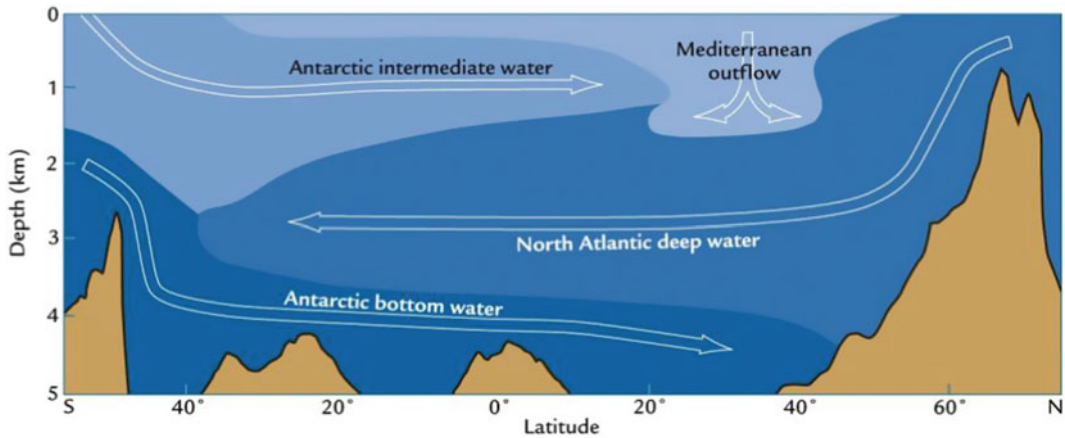 0
Antarctic intermediate water
Mediterranean
outflow
1
2
3
North Atlantic deep water
Antarctic bottom water
4
5
Depth (km)
S 40° 20° 0° 20° 40° 60° N
Latitude